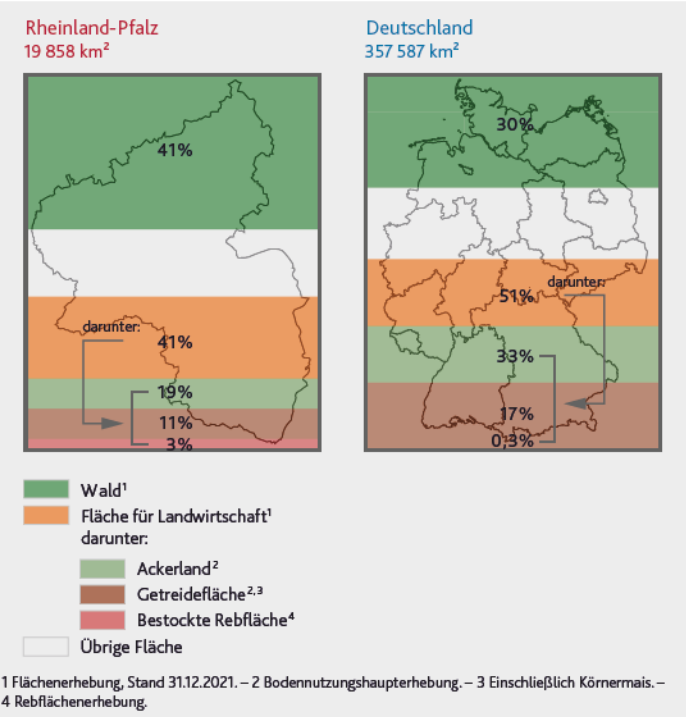 Rheinland-Pfalz
19 858 km²
Deutschland
357 587 km²
41%
darunter:
41%
19%
11%
3%
30%
darunter:
51%
33%
17%
0,3%
Wald¹
Fläche für Landwirtschaft¹
darunter:
Ackerland²
Getreidefläche²,³
Bestockte Rebfläche⁴
Übrige Fläche
1 Flächenerhebung, Stand 31.12.2021. – 2 Bodennutzungshaupterhebung. – 3 Einschließlich Körnermais. –
4 Rebflächenerhebung.